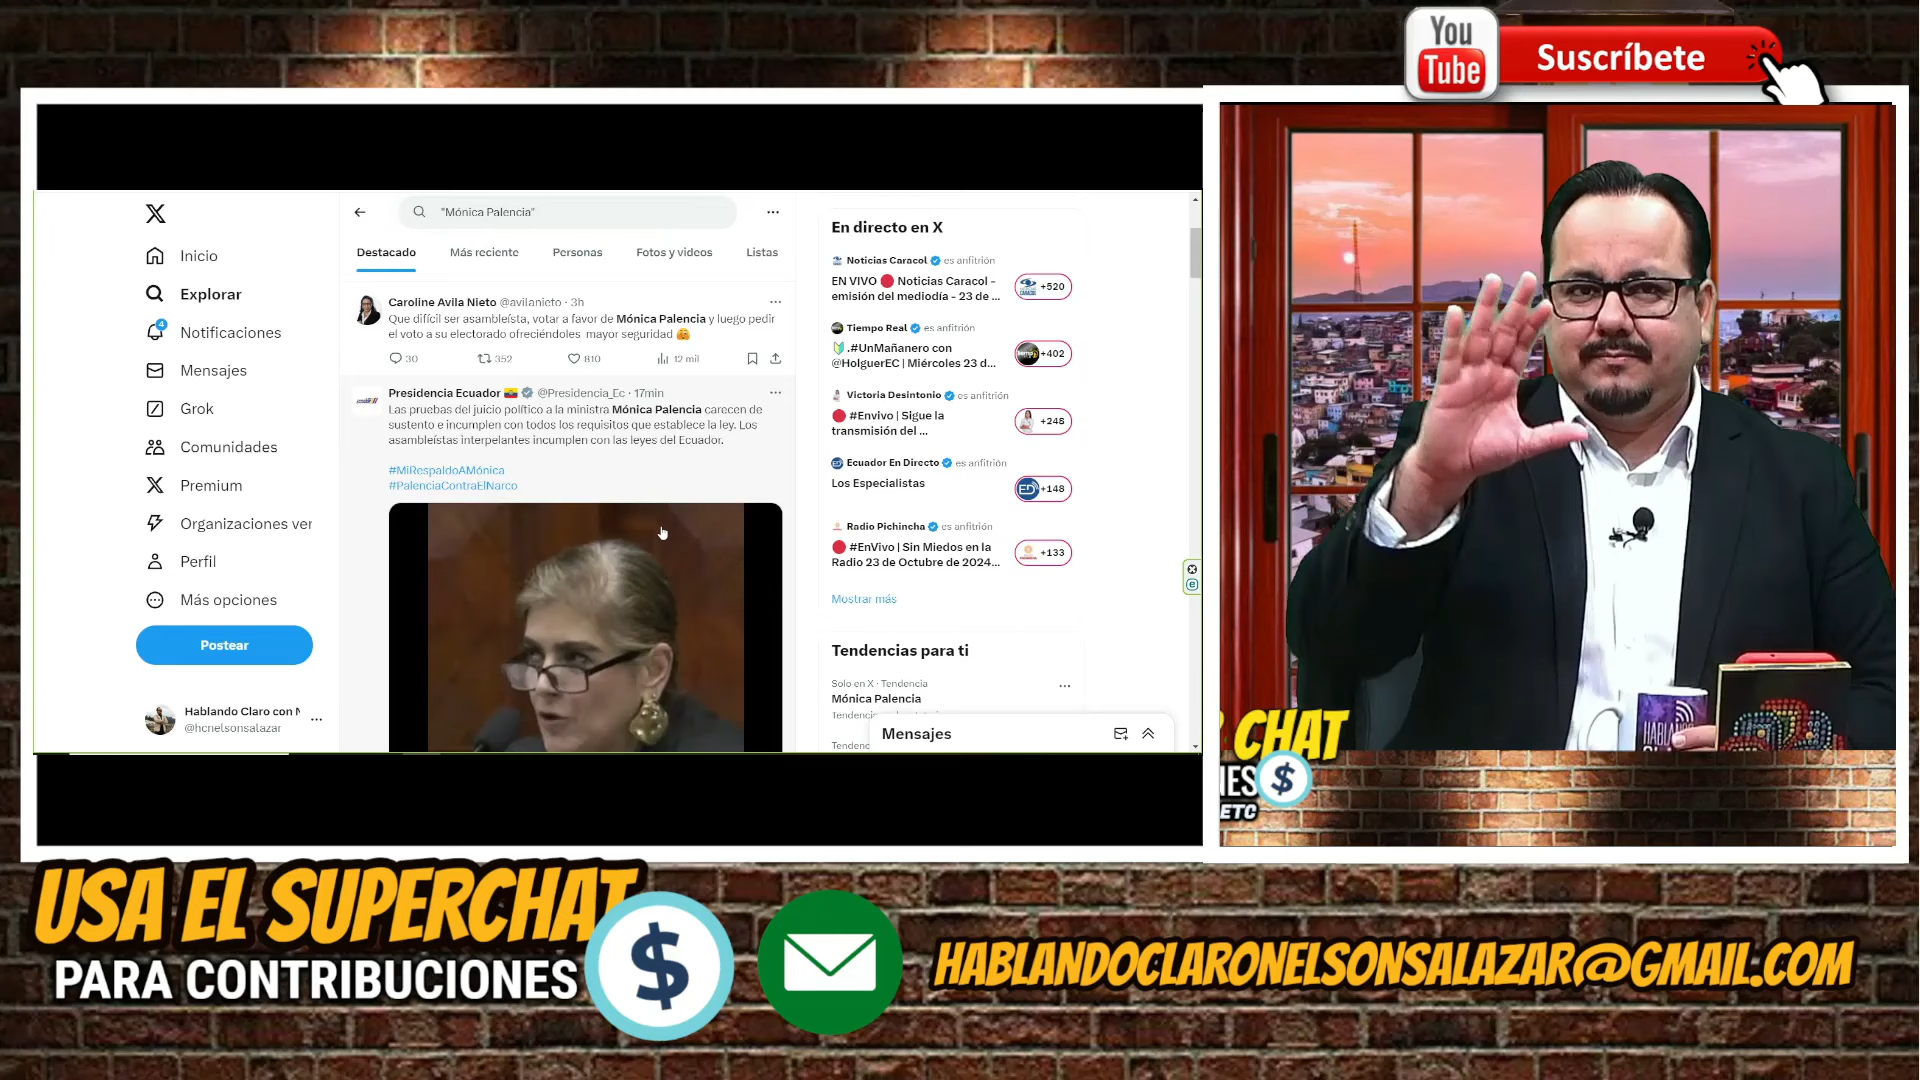 You
Tube
Suscríbete
"Mónica Palencia"
Destacado
Más reciente
Personas
Fotos y videos
Listas
Inicio
Explorar
4
Notificaciones
Mensajes
Grok
Comunidades
Premium
Organizaciones ver
Perfil
Más opciones
Postear
Hablando Claro con N
@hcnelsonsalazar
Caroline Avila Nieto @avilanieto · 3h
Que difícil ser asambleísta, votar a favor de Mónica Palencia y luego pedir
el voto a su electorado ofreciéndoles mayor seguridad
30
352
810
12 mil
Presidencia Ecuador @Presidencia_Ec · 17min
Las pruebas del juicio político a la ministra Mónica Palencia carecen de
sustento e incumplen con todos los requisitos que establece la ley. Los
asambleístas interpelantes incumplen con las leyes del Ecuador.
#MiRespaldoAMónica
#PalenciaContraElNarco
En directo en X
Noticias Caracol es anfitrión
EN VIVO 🔴 Noticias Caracol -
emisión del mediodía - 23 de ...
+520
Tiempo Real es anfitrión
.#UnMañanero con
@HolguerEC | Miércoles 23 d...
+402
Victoria Desintonio es anfitrión
#Envivo | Sigue la
transmisión del ...
+248
Ecuador En Directo es anfitrión
Los Especialistas
ED
+148
Radio Pichincha es anfitrión
#EnVivo | Sin Miedos en la
Radio 23 de Octubre de 2024...
+133
Mostrar más
Tendencias para ti
Solo en X · Tendencia
Mónica Palencia
Mensajes
CHAT
ETC
USA EL SUPERCHAT
PARA CONTRIBUCIONES
$
HABLANDOCLARONELSONSALAZAR@GMAIL.COM